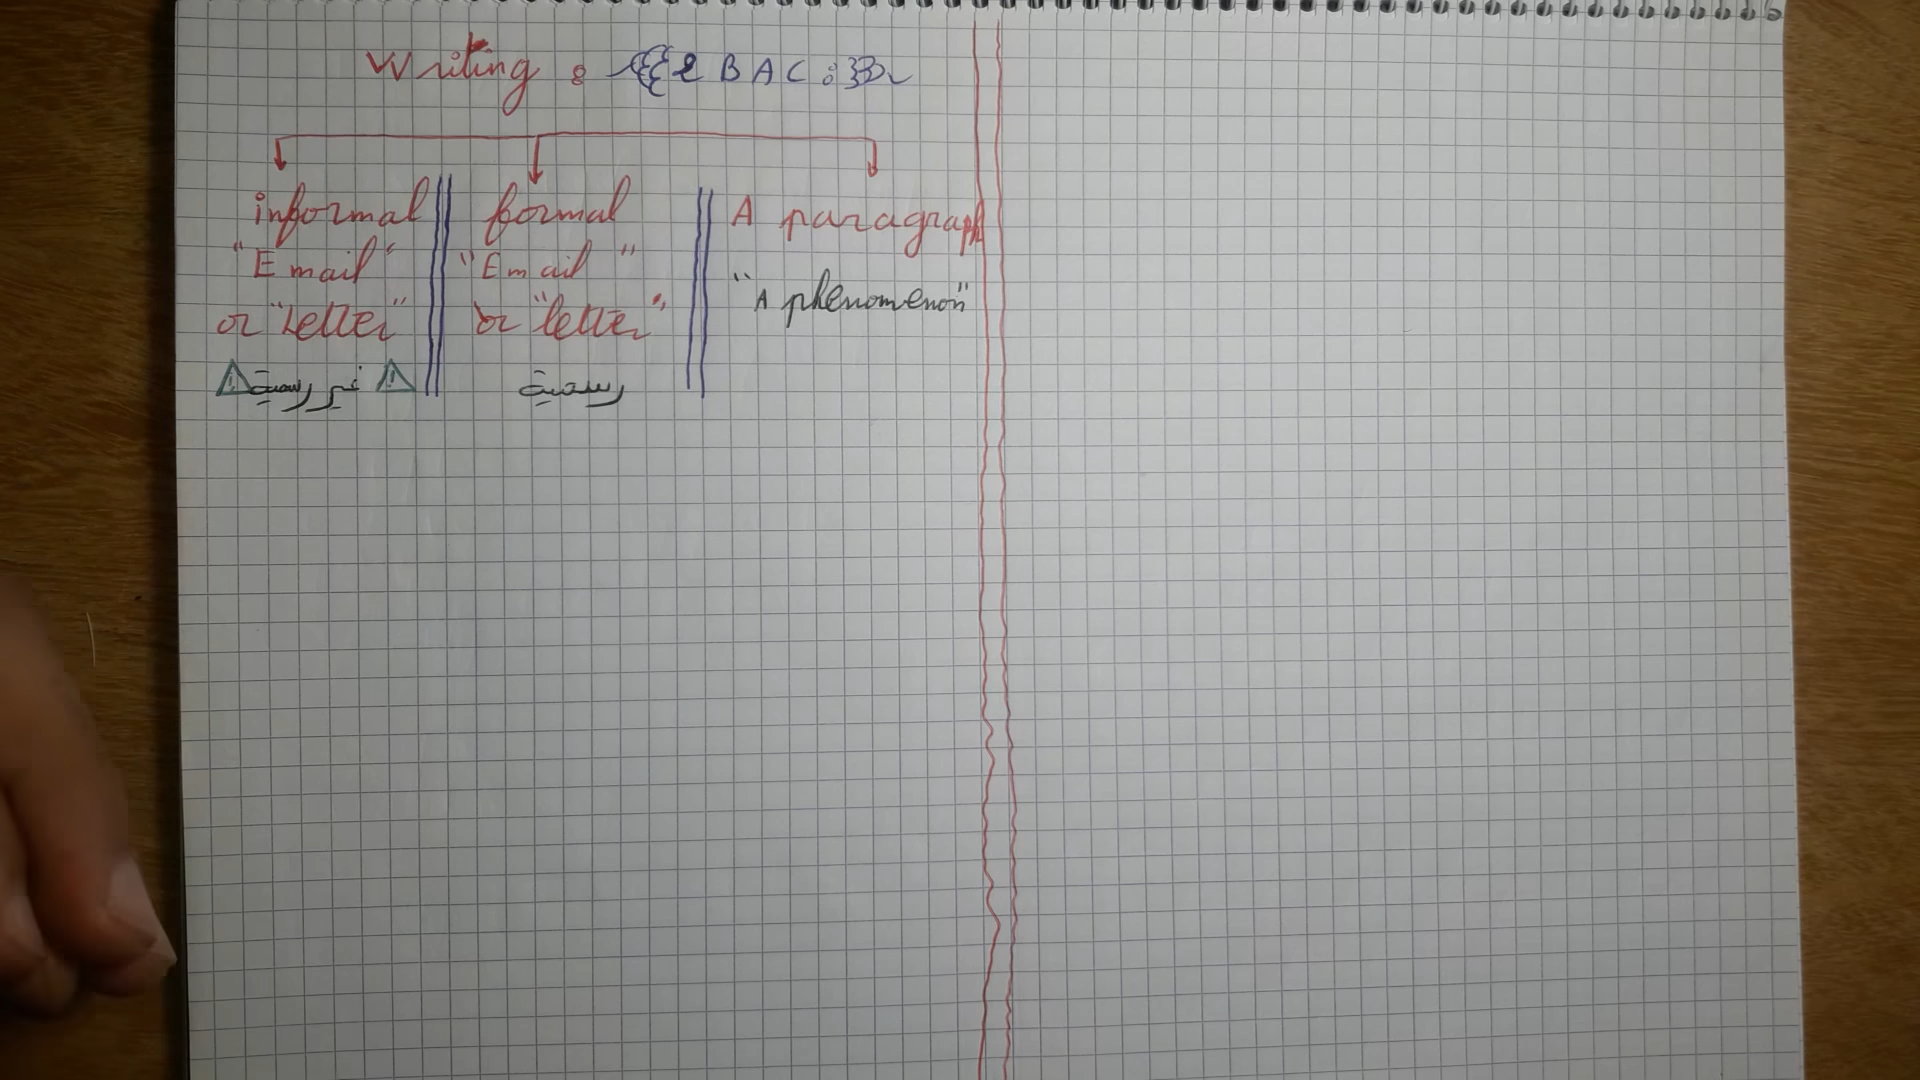 Writing : {{{2 BAC:}}}
informal
"Email"
or "Letter"
غير رسمية
formal
"Email"
or "letter"
رسمية
A paragraph
"A phenomenon"